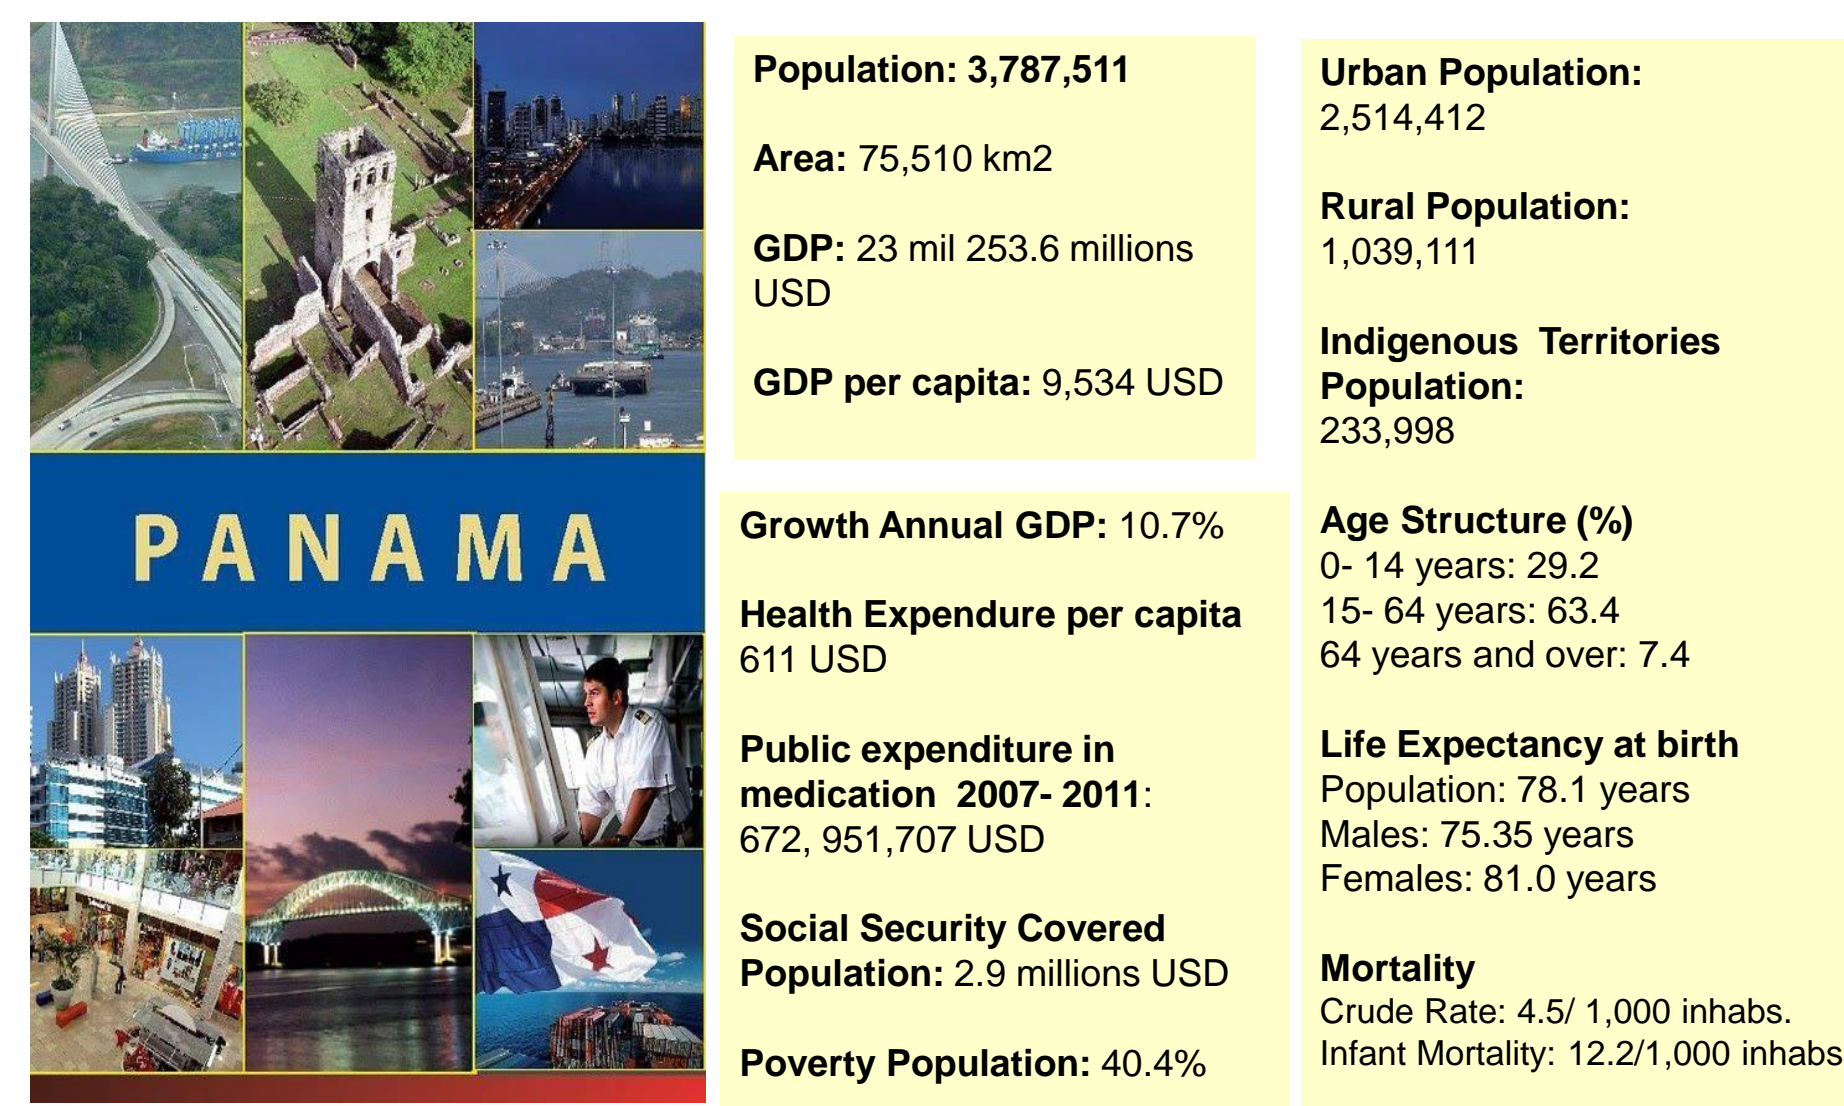 PANAMA
Population: 3,787,511
Area: 75,510 km2
GDP: 23 mil 253.6 millions
USD
GDP per capita: 9,534 USD
Growth Annual GDP: 10.7%
Health Expendure per capita
611 USD
Public expenditure in
medication 2007- 2011:
672, 951,707 USD
Social Security Covered
Population: 2.9 millions USD
Poverty Population: 40.4%
Urban Population:
2,514,412
Rural Population:
1,039,111
Indigenous Territories
Population:
233,998
Age Structure (%)
0- 14 years: 29.2
15- 64 years: 63.4
64 years and over: 7.4
Life Expectancy at birth
Population: 78.1 years
Males: 75.35 years
Females: 81.0 years
Mortality
Crude Rate: 4.5/ 1,000 inhabs.
Infant Mortality: 12.2/1,000 inhabs